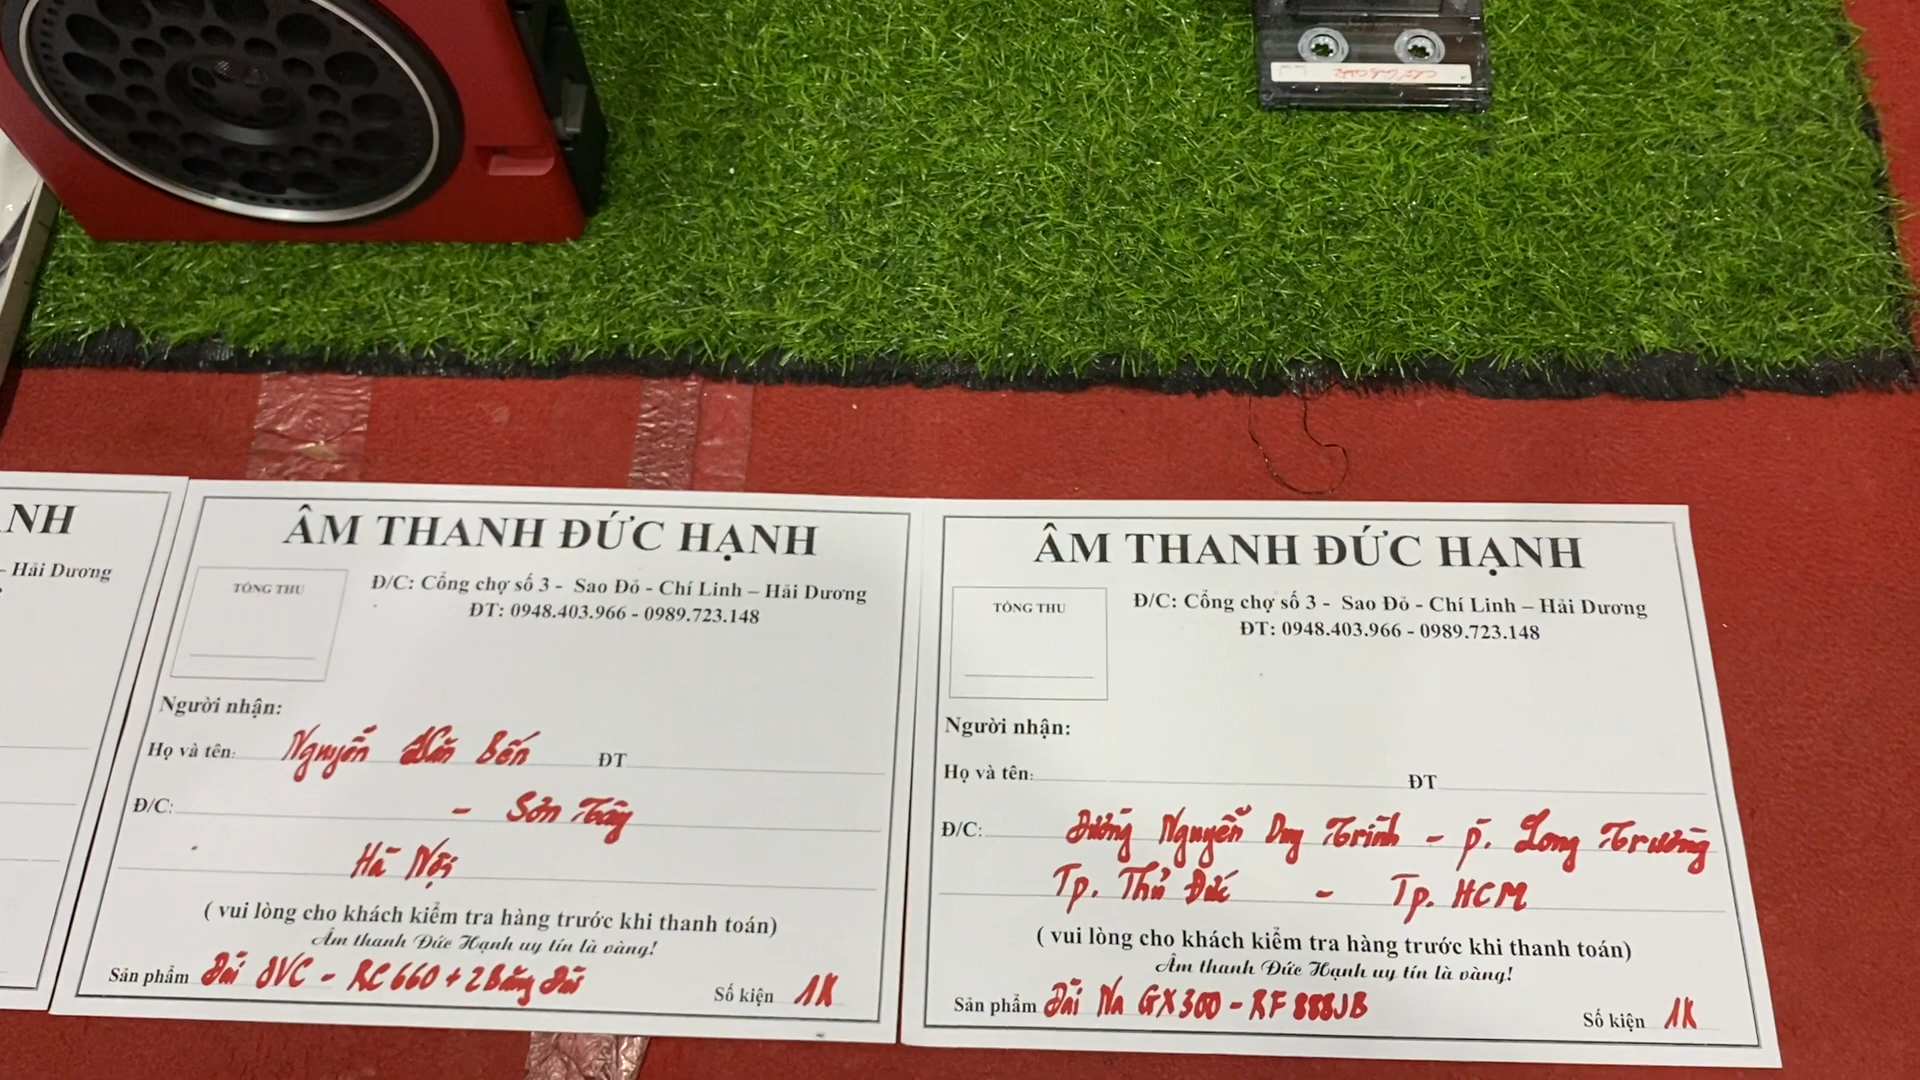 NH
- Hải Dương
ÂM THANH ĐỨC HẠNH
TỔNG THU
Đ/C: Cổng chợ số 3 - Sao Đỏ - Chí Linh – Hải Dương
ĐT: 0948.403.966 - 0989.723.148
Người nhận:
Họ và tên: Nguyễn Văn Bến ĐT
Đ/C: - Sơn Tây
Hà Nội
( vui lòng cho khách kiểm tra hàng trước khi thanh toán)
Âm thanh Đức Hạnh uy tín là vàng!
Sản phẩm Đài JVC - RC660 + 2 Băng Đài Số kiện 1K
ÂM THANH ĐỨC HẠNH
TỔNG THU
Đ/C: Cổng chợ số 3 - Sao Đỏ - Chí Linh – Hải Dương
ĐT: 0948.403.966 - 0989.723.148
Người nhận:
Họ và tên: ĐT
Đ/C: Đường Nguyễn Duy Trinh - P. Long Trường
Tp. Thủ Đức - Tp. HCM
( vui lòng cho khách kiểm tra hàng trước khi thanh toán)
Âm thanh Đức Hạnh uy tín là vàng!
Sản phẩm Đài Na GX300 - RF 888JB Số kiện 1K